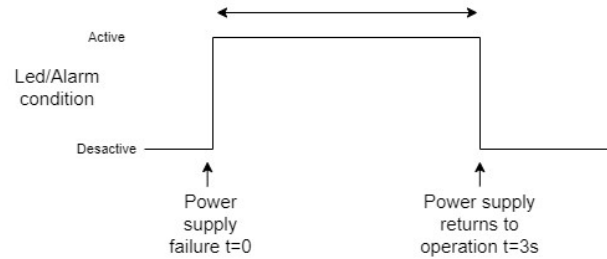 Active
Led/Alarm
condition
Desactive
Power
supply
failure t=0
Power supply
returns to
operation t=3s